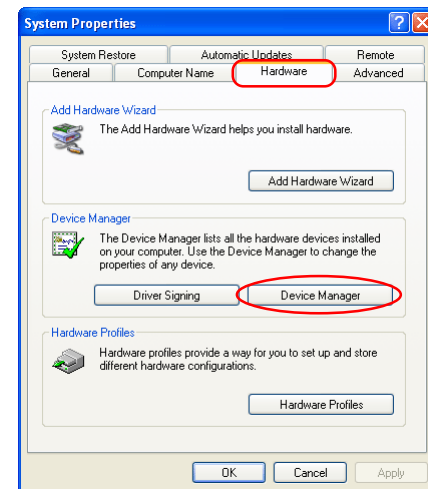 System Properties
System Restore Automatic Updates Remote
General Computer Name Hardware Advanced
Add Hardware Wizard
The Add Hardware Wizard helps you install hardware.
Add Hardware Wizard
Device Manager
The Device Manager lists all the hardware devices installed
on your computer. Use the Device Manager to change the
properties of any device.
Driver Signing Device Manager
Hardware Profiles
Hardware profiles provide a way for you to set up and store
different hardware configurations.
Hardware Profiles
OK Cancel Apply